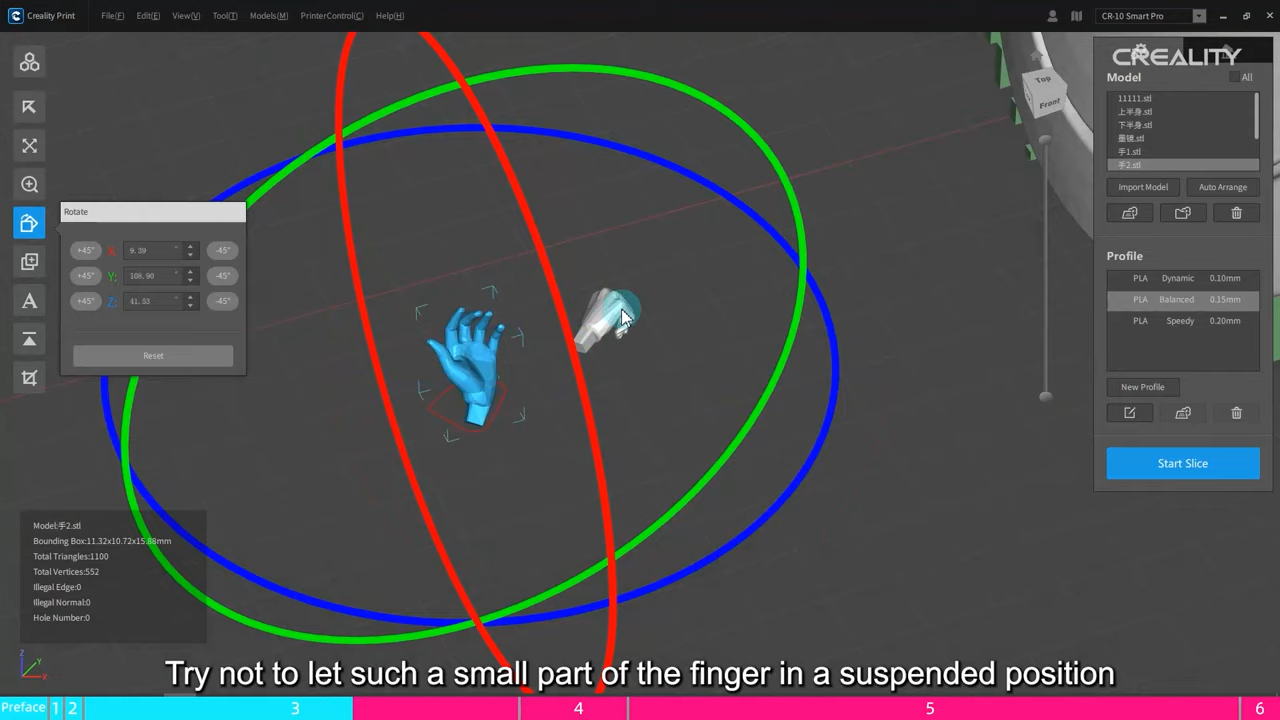 Creality Print
File(F) Edit(E) View(V) Tool(T) Models(M) PrinterControl(C) Help(H)
CR-10 Smart Pro
CREALITY
Top
Front
Model
All
11111.stl
上半身.stl
下半身.stl
墨镜.stl
手1.stl
手2.stl
Import Model
Auto Arrange
Profile
PLA Dynamic 0.10mm
PLA Balanced 0.15mm
PLA Speedy 0.20mm
New Profile
Start Slice
Rotate
+45° X: 9.39 ° -45°
+45° Y: 108.90 ° -45°
+45° Z: 41.53 ° -45°
Reset
Model:手2.stl
Bounding Box:11.32x10.72x15.88mm
Total Triangles:1100
Total Vertices:552
Illegal Edge:0
Illegal Normal:0
Hole Number:0
Z
Y
X
Try not to let such a small part of the finger in a suspended position
Preface 1 2 3 4 5 6